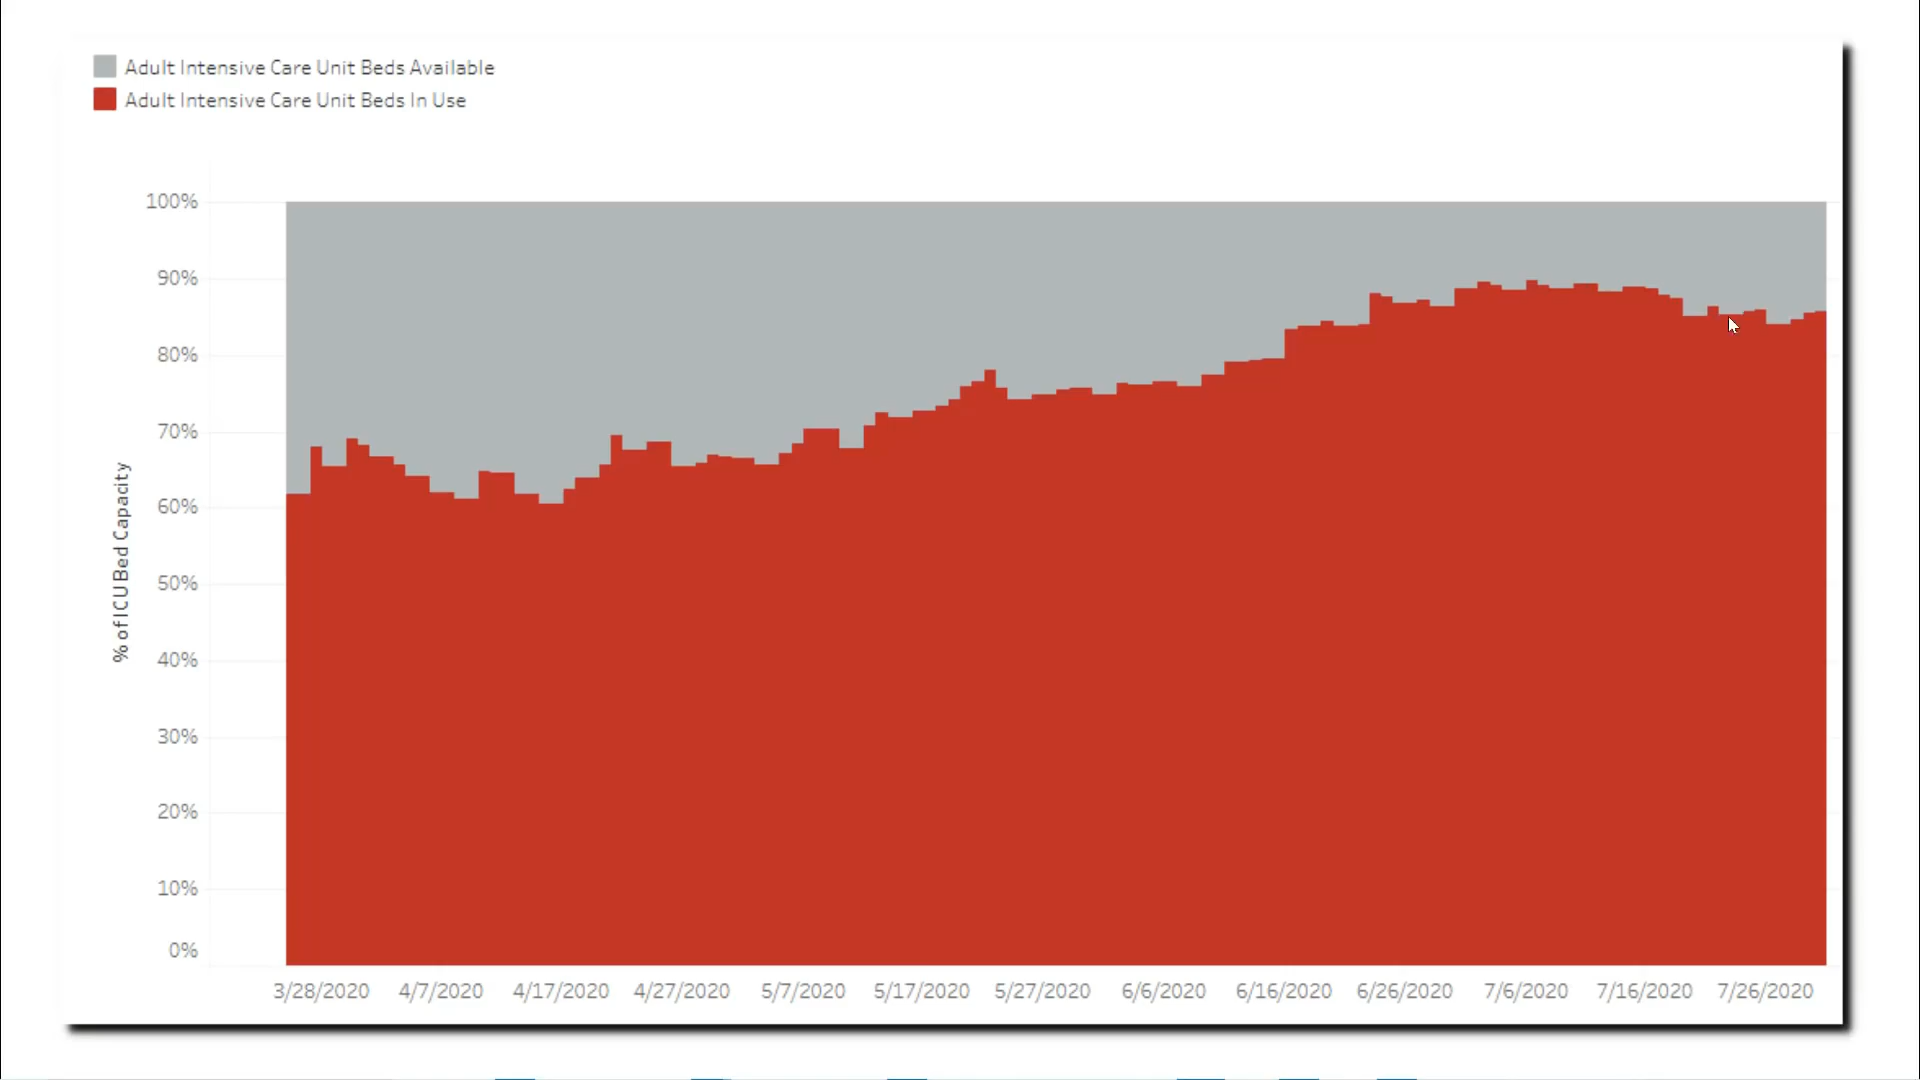 Adult Intensive Care Unit Beds Available
Adult Intensive Care Unit Beds In Use
% of ICU Bed Capacity
100%
90%
80%
70%
60%
50%
40%
30%
20%
10%
0%
3/28/2020 4/7/2020 4/17/2020 4/27/2020 5/7/2020 5/17/2020 5/27/2020 6/6/2020 6/16/2020 6/26/2020 7/6/2020 7/16/2020 7/26/2020